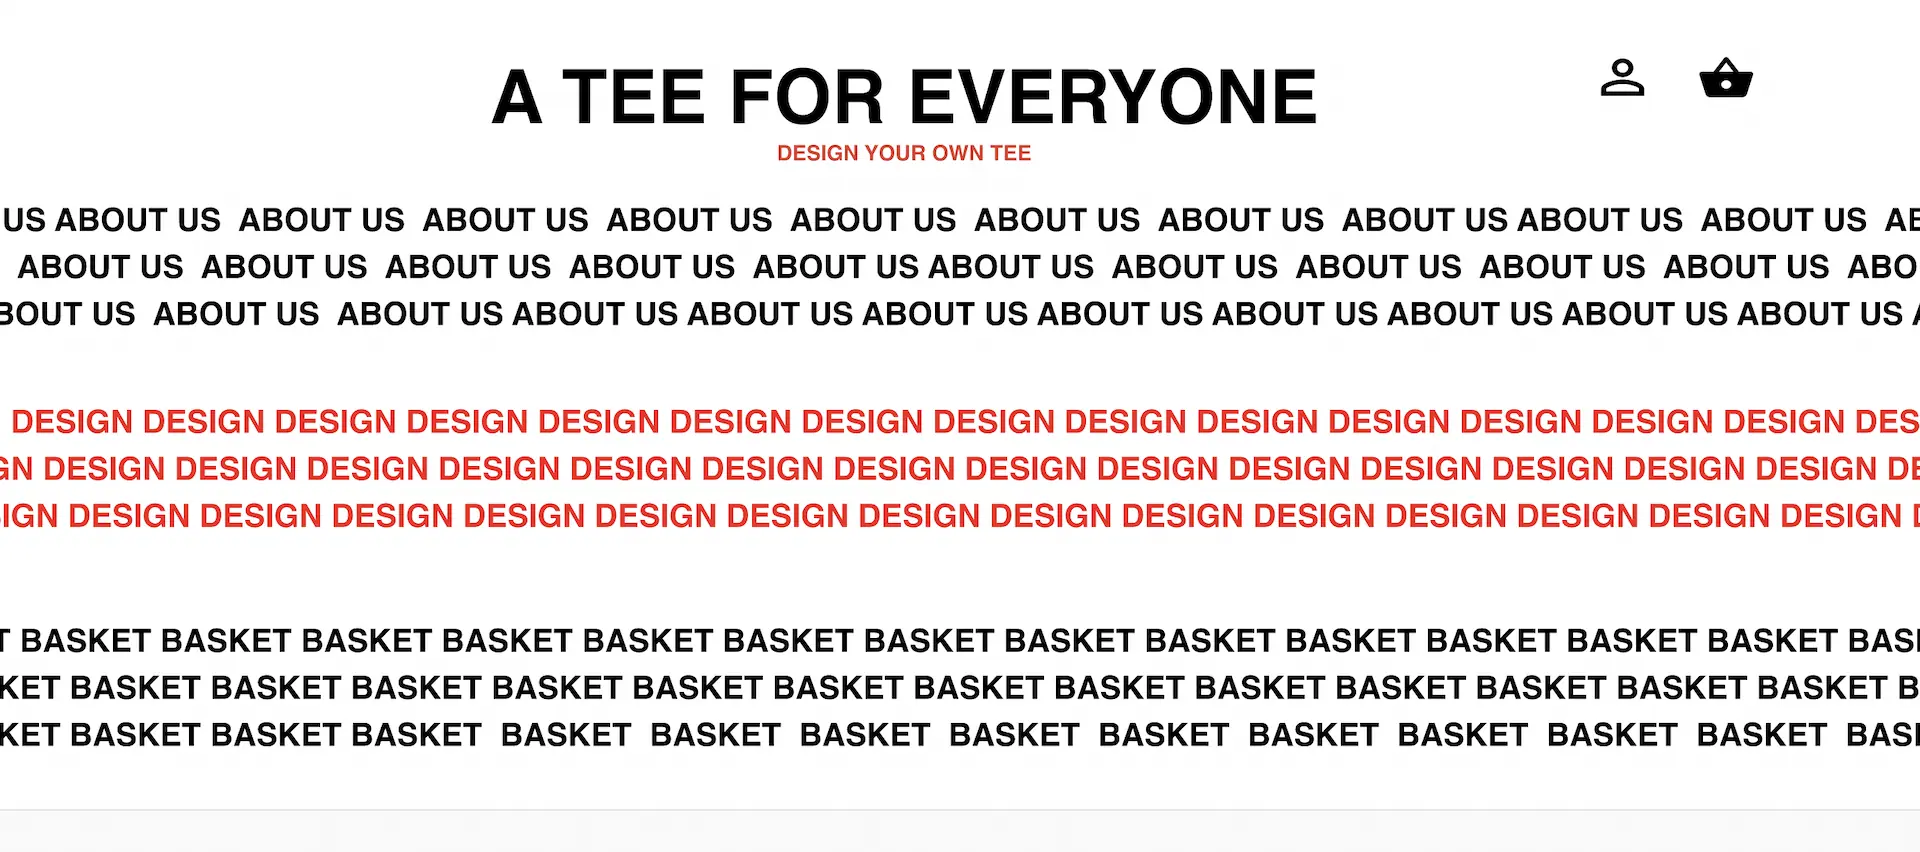 A TEE FOR EVERYONE
DESIGN YOUR OWN TEE
US ABOUT US ABOUT US ABOUT US ABOUT US ABOUT US ABOUT US ABOUT US ABOUT US ABOUT US ABOUT US AB
ABOUT US ABOUT US ABOUT US ABOUT US ABOUT US ABOUT US ABOUT US ABOUT US ABOUT US ABOUT US ABO
BOUT US ABOUT US ABOUT US ABOUT US ABOUT US ABOUT US ABOUT US ABOUT US ABOUT US ABOUT US ABOUT US A
DESIGN DESIGN DESIGN DESIGN DESIGN DESIGN DESIGN DESIGN DESIGN DESIGN DESIGN DESIGN DESIGN DESIGN DES
GN DESIGN DESIGN DESIGN DESIGN DESIGN DESIGN DESIGN DESIGN DESIGN DESIGN DESIGN DESIGN DESIGN DESIGN DE
IGN DESIGN DESIGN DESIGN DESIGN DESIGN DESIGN DESIGN DESIGN DESIGN DESIGN DESIGN DESIGN DESIGN DESIGN D
T BASKET BASKET BASKET BASKET BASKET BASKET BASKET BASKET BASKET BASKET BASKET BASKET BASKET BAS
KET BASKET BASKET BASKET BASKET BASKET BASKET BASKET BASKET BASKET BASKET BASKET BASKET BASKET B
KET BASKET BASKET BASKET BASKET BASKET BASKET BASKET BASKET BASKET BASKET BASKET BASKET BAS